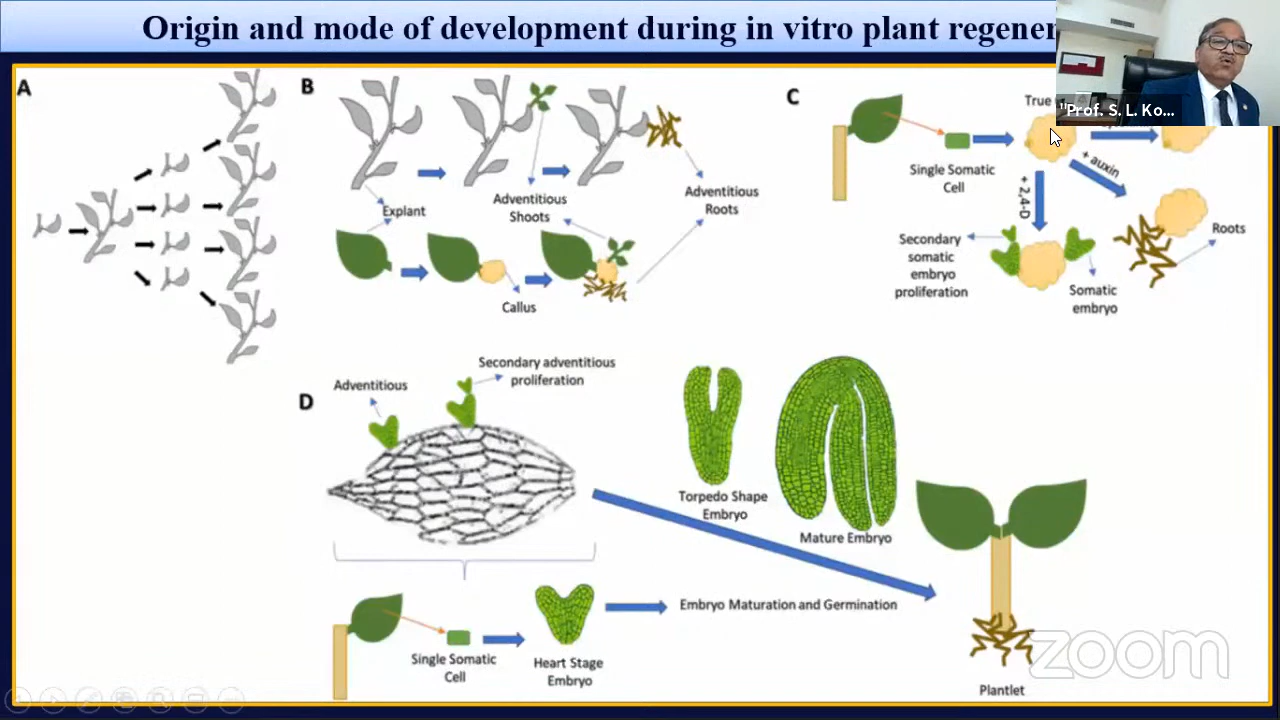 Origin and mode of development during in vitro plant
"Prof. S. L. Ko...
A
B
Explant
Adventitious
Shoots
Adventitious
Roots
Callus
C
True
Single Somatic
Cell
+ auxin
+ 2,4-D
Secondary
somatic
embryo
proliferation
Somatic
embryo
Roots
D
Adventitious
Secondary adventitious
proliferation
Torpedo Shape
Embryo
Mature Embryo
Single Somatic
Cell
Heart Stage
Embryo
Embryo Maturation and Germination
Plantlet
zoom